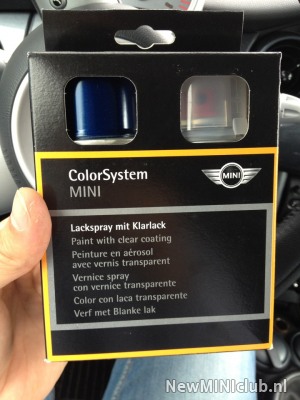 ColorSystem
MINI
MINI
Lackspray mit Klarlack
Paint with clear coating
Peinture en aérosol
avec vernis transparent
Vernice spray
con vernice transparente
Color con laca transparente
Verf met Blanke lak
NewMINIclub.nl